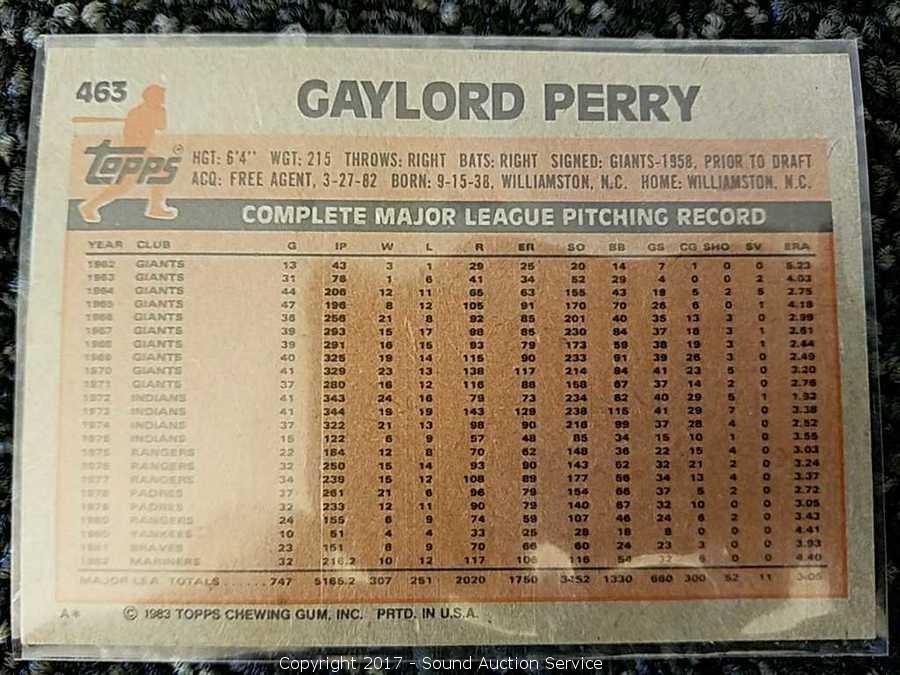 463
GAYLORD PERRY
Topps
HGT: 6'4" WGT: 215 THROWS: RIGHT BATS: RIGHT SIGNED: GIANTS-1958, PRIOR TO DRAFT
ACQ: FREE AGENT, 3-27-82 BORN: 9-15-38, WILLIAMSTON, N.C. HOME: WILLIAMSTON, N.C.
COMPLETE MAJOR LEAGUE PITCHING RECORD
YEAR CLUB G IP W L R ER SO BB GS CG SHO SV ERA
1962 GIANTS 13 43 3 1 29 25 20 14 7 1 0 0 5.23
1963 GIANTS 31 76 1 6 41 34 52 29 4 0 0 2 4.03
1964 GIANTS 44 206 12 11 65 63 155 43 19 5 2 5 2.75
1965 GIANTS 47 196 8 12 105 91 170 70 26 6 0 1 4.18
1966 GIANTS 36 256 21 8 92 85 201 40 35 13 3 0 2.99
1967 GIANTS 39 293 15 17 98 85 230 84 37 18 3 1 2.61
1968 GIANTS 39 291 16 15 93 79 173 59 38 19 3 1 2.44
1969 GIANTS 40 325 19 14 115 90 233 91 39 26 3 0 2.49
1970 GIANTS 41 329 23 13 138 117 214 84 41 23 5 0 3.20
1971 GIANTS 37 280 16 12 116 86 158 67 37 14 2 0 2.76
1972 INDIANS 41 343 24 16 79 73 234 82 40 29 5 1 1.92
1973 INDIANS 41 344 19 19 143 129 238 115 41 29 7 0 3.38
1974 INDIANS 37 322 21 13 98 90 216 99 37 28 4 0 2.52
1975 INDIANS 15 122 6 9 57 48 85 34 15 10 1 0 3.55
1975 RANGERS 22 184 12 8 70 62 148 36 22 15 4 0 3.03
1976 RANGERS 32 250 15 14 93 90 143 52 32 21 2 0 3.24
1977 RANGERS 34 239 15 12 108 89 177 56 34 13 4 0 3.37
1978 PADRES 37 261 21 6 96 79 154 66 37 5 2 0 2.72
1979 PADRES 32 233 12 11 90 79 140 67 32 10 0 0 3.05
1980 RANGERS 24 155 6 9 74 59 107 46 24 6 2 0 3.43
1980 YANKEES 10 51 4 4 33 25 28 18 8 0 0 0 4.41
1981 BRAVES 23 151 8 9 70 66 60 24 23 3 0 0 3.93
1982 MARINERS 32 216.2 10 12 117 106 116 54 32 6 0 0 4.40
MAJOR LEA. TOTALS ...... 747 5165.2 307 251 2020 1750 3452 1330 660 300 52 11 3.05
A* © 1983 TOPPS CHEWING GUM, INC. PRTD. IN U.S.A.
Copyright 2017 - Sound Auction Service